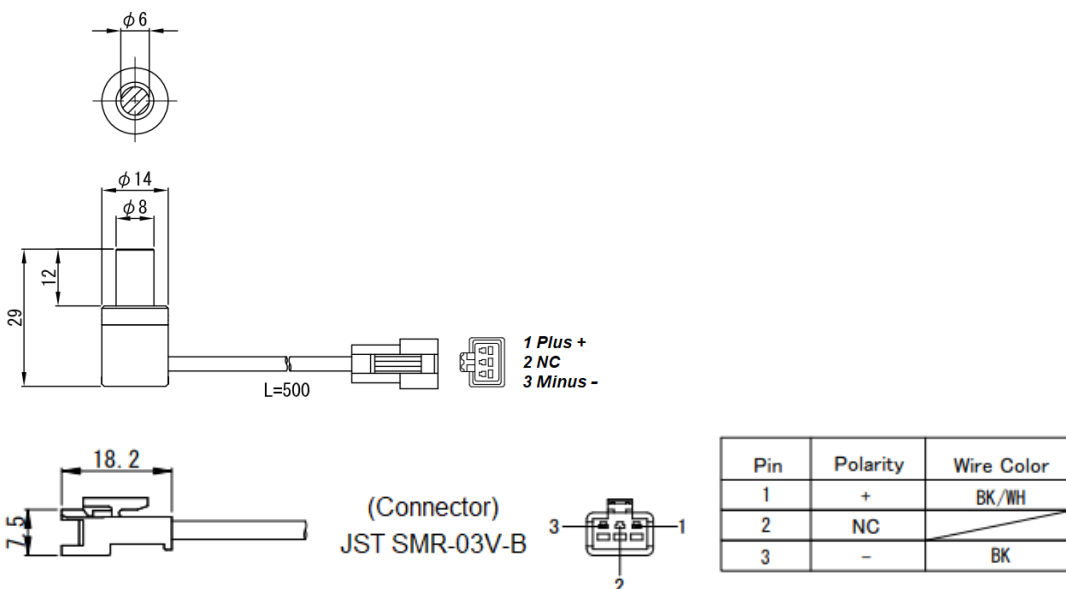 φ6
φ14
φ8
12
29
L=500
1 Plus +
2 NC
3 Minus -
18.2
7.5
(Connector)
JST SMR-03V-B
3
1
2
Pin Polarity Wire Color
1 + BK/WH
2 NC
3 − BK